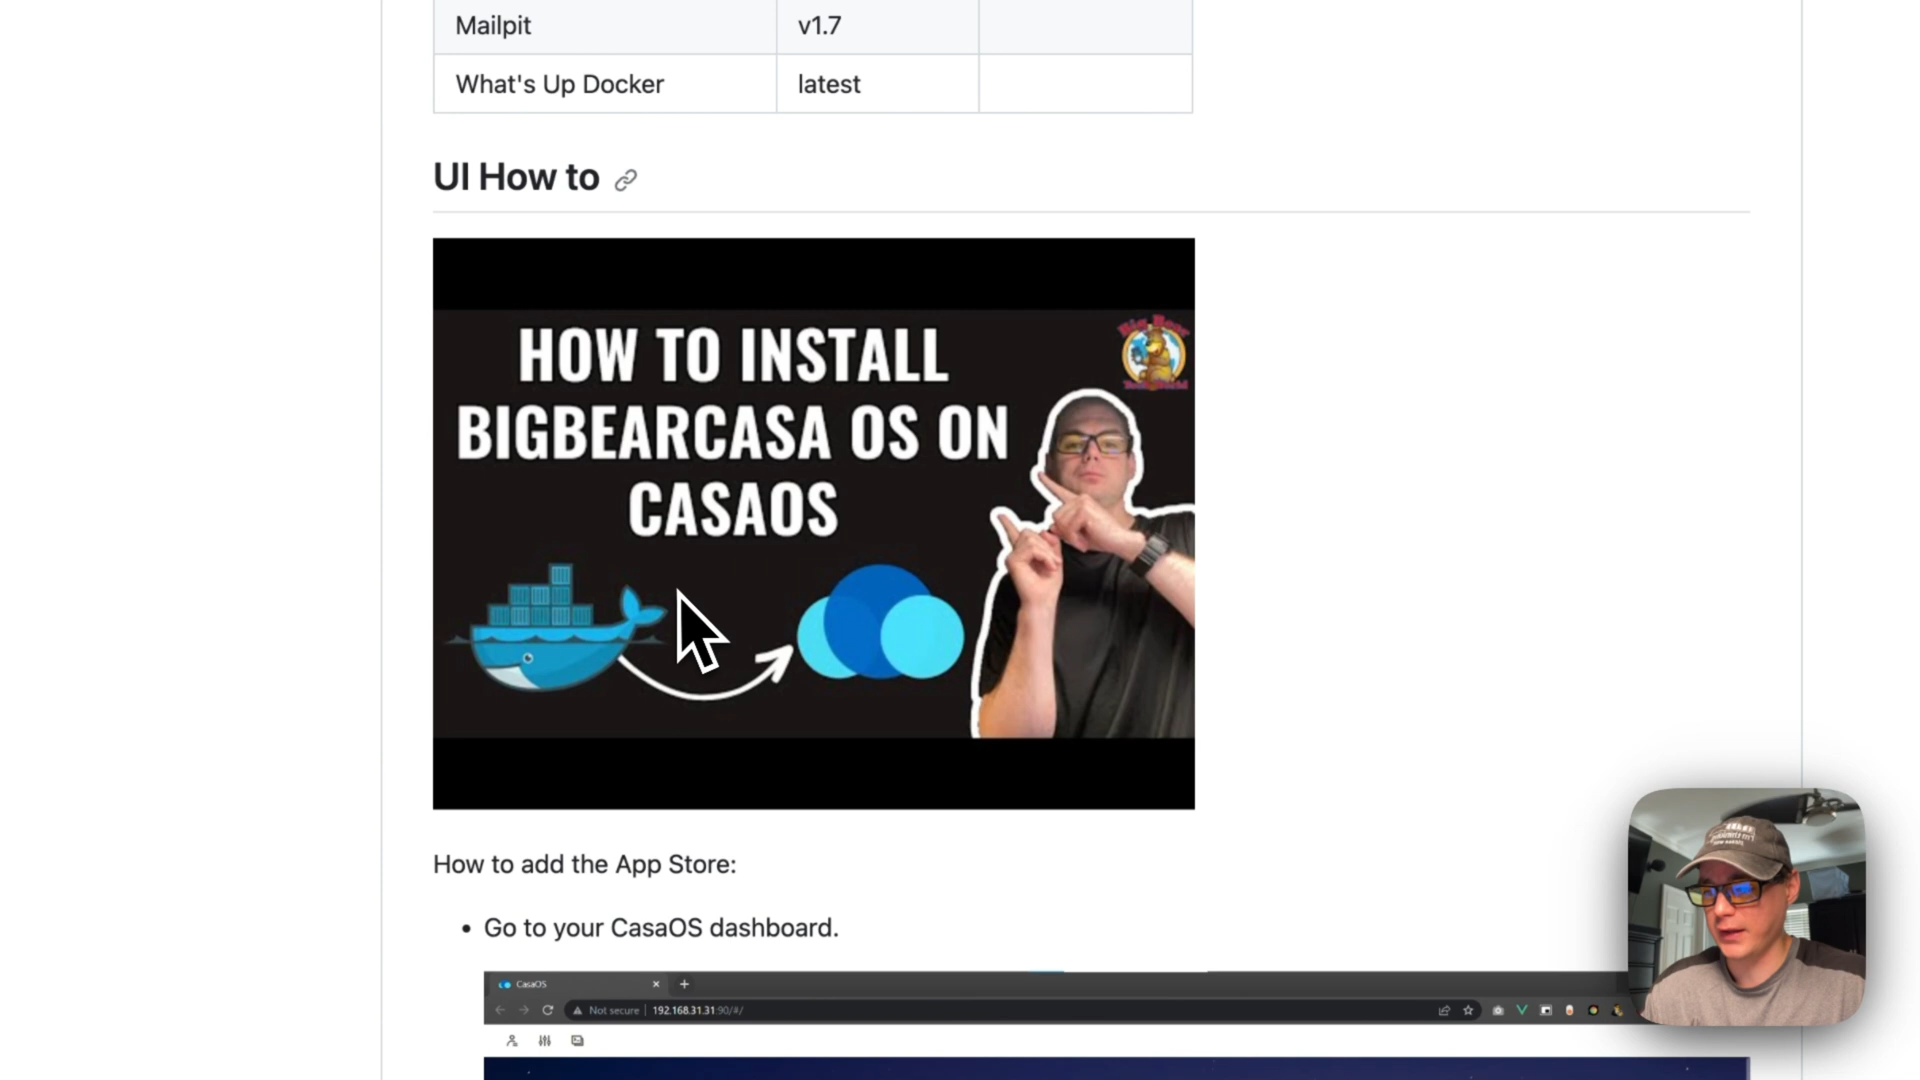 Mailpit v1.7
What's Up Docker latest
UI How to
HOW TO INSTALL
BIGBEARCASA OS ON
CASAOS
How to add the App Store:
Go to your CasaOS dashboard.
CasaOS
Not secure 192.168.31.31:90/#/